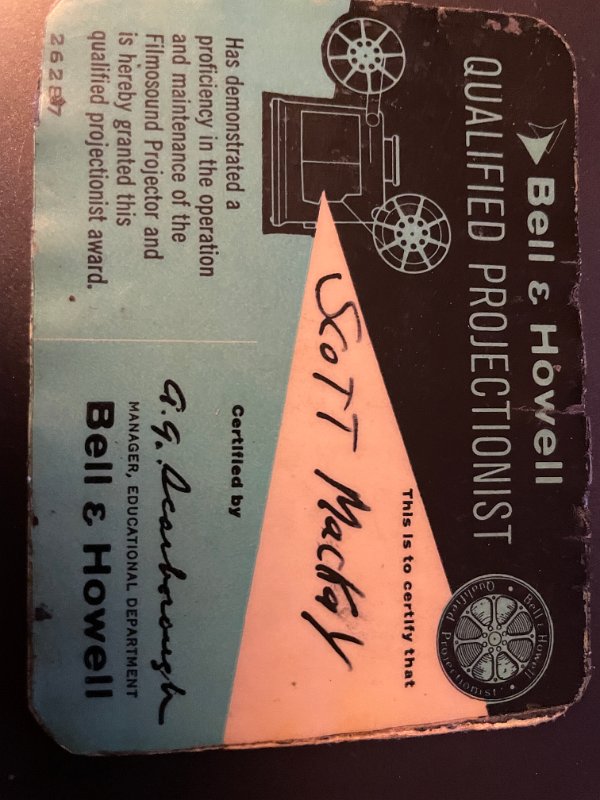 Bell & Howell
QUALIFIED PROJECTIONIST
Bell & Howell
Qualified Projectionist
This is to certify that
SCOTT MacKay
Has demonstrated a
proficiency in the operation
and maintenance of the
Filmosound Projector and
is hereby granted this
qualified projectionist award.
26287
Certified by
G. G. Scarborough
MANAGER, EDUCATIONAL DEPARTMENT
Bell & Howell